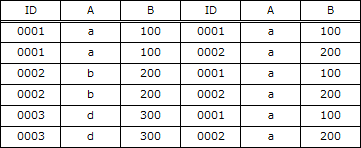 ID A B ID A B
0001 a 100 0001 a 100
0001 a 100 0002 a 200
0002 b 200 0001 a 100
0002 b 200 0002 a 200
0003 d 300 0001 a 100
0003 d 300 0002 a 200